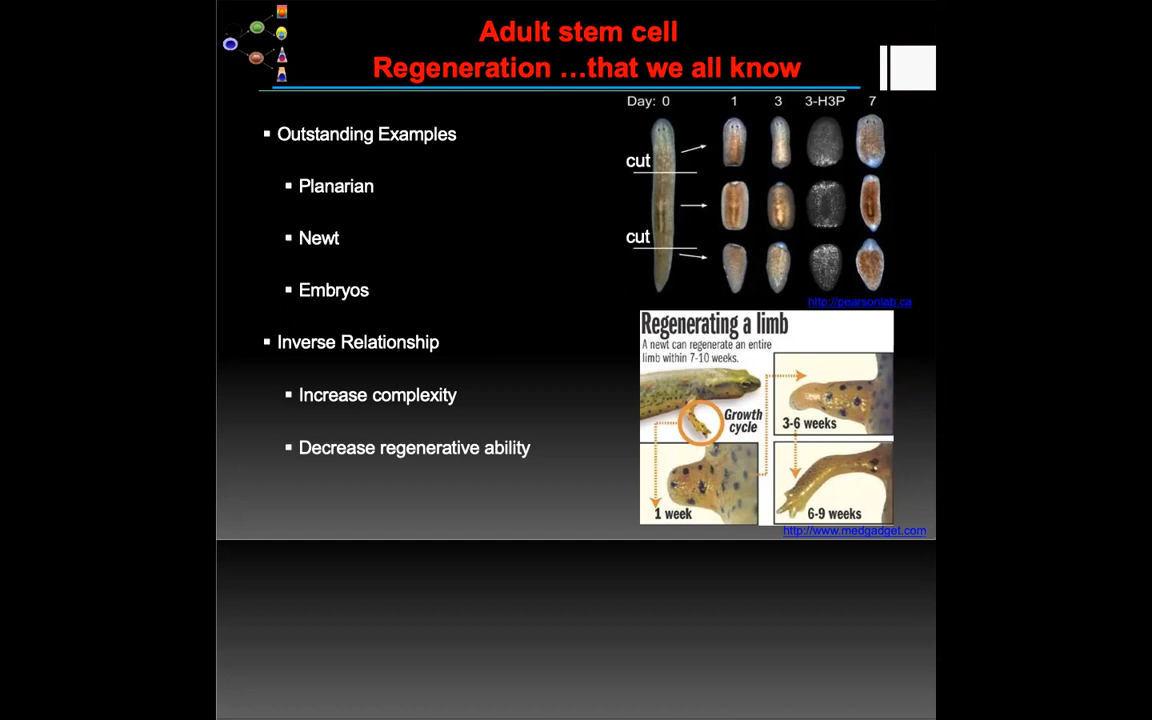 Adult stem cell
Regeneration …that we all know
Outstanding Examples
Planarian
Newt
Embryos
Inverse Relationship
Increase complexity
Decrease regenerative ability
Day: 0 1 3 3-H3P 7
cut
cut
http://pearsonlab.ca
Regenerating a limb
A newt can regenerate an entire
limb within 7-10 weeks.
Growth
cycle
3-6 weeks
1 week
6-9 weeks
http://www.medgadget.com